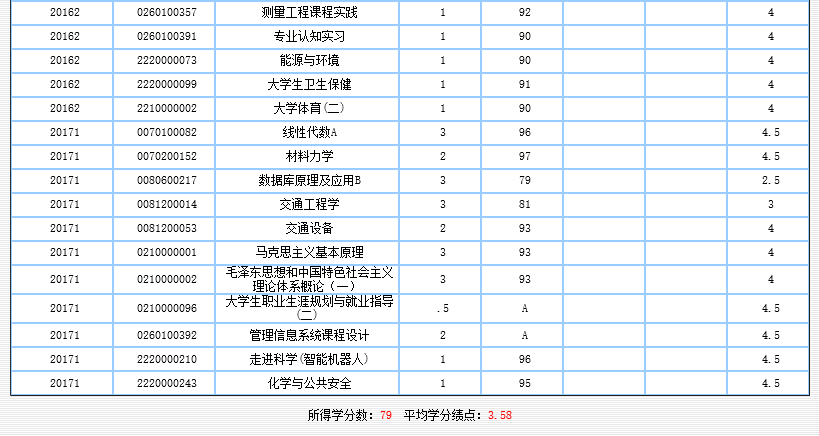 20162 0260100357 测量工程课程实践 1 92 4
20162 0260100391 专业认知实习 1 90 4
20162 2220000073 能源与环境 1 90 4
20162 2220000099 大学生卫生保健 1 91 4
20162 2210000002 大学体育(二) 1 90 4
20171 0070100082 线性代数A 3 96 4.5
20171 0070200152 材料力学 2 97 4.5
20171 0080600217 数据库原理及应用B 3 79 2.5
20171 0081200014 交通工程学 3 81 3
20171 0081200053 交通设备 2 93 4
20171 0210000001 马克思主义基本原理 3 93 4
20171 0210000002 毛泽东思想和中国特色社会主义
理论体系概论（一） 3 93 4
20171 0210000096 大学生职业生涯规划与就业指导
(二) .5 A 4.5
20171 0260100392 管理信息系统课程设计 2 A 4.5
20171 2220000210 走进科学(智能机器人) 1 96 4.5
20171 2220000243 化学与公共安全 1 95 4.5
所得学分数：79 平均学分绩点：3.58